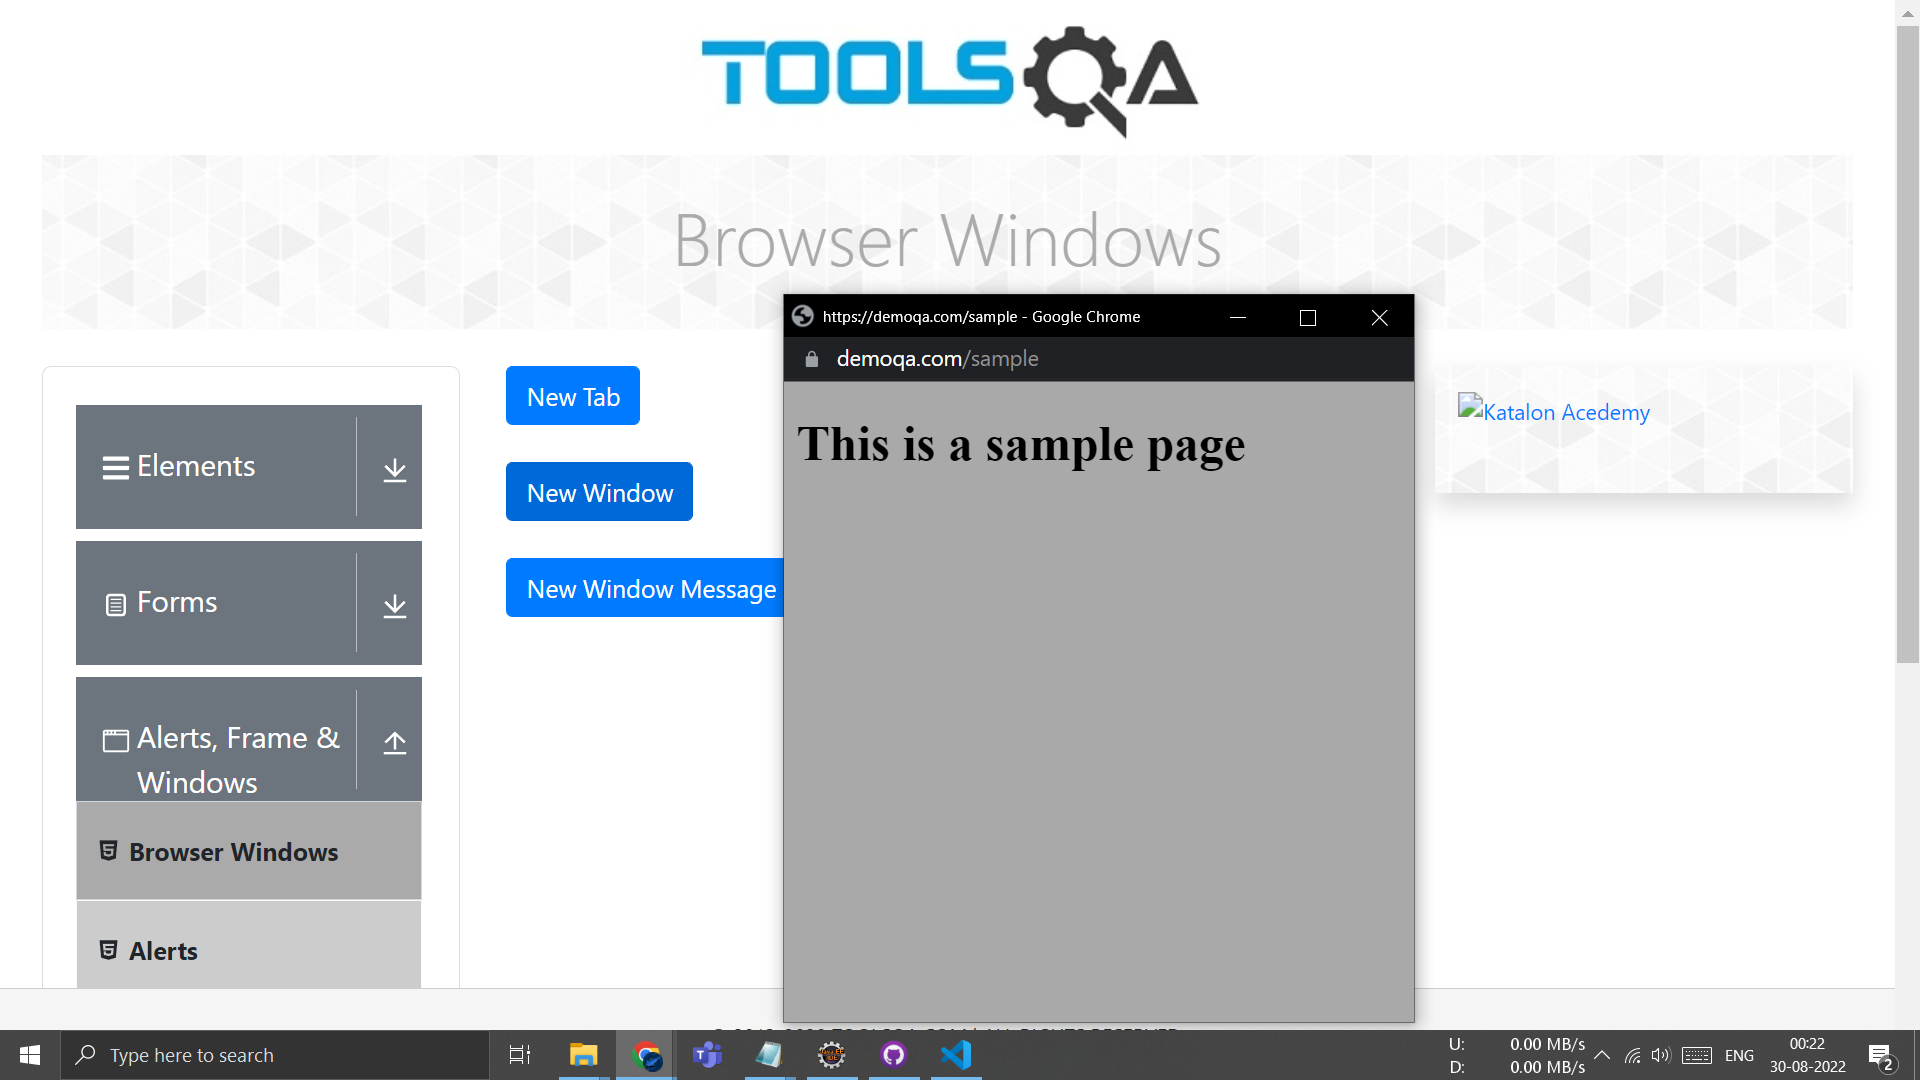 TOOLSQA
Browser Windows
https://demoqa.com/sample - Google Chrome
demoqa.com/sample
This is a sample page
New Tab
New Window
New Window Message
Katalon Acedemy
Elements
Forms
Alerts, Frame &
Windows
Browser Windows
Alerts
Type here to search
U: 0.00 MB/s
D: 0.00 MB/s
ENG
00:22
30-08-2022
2